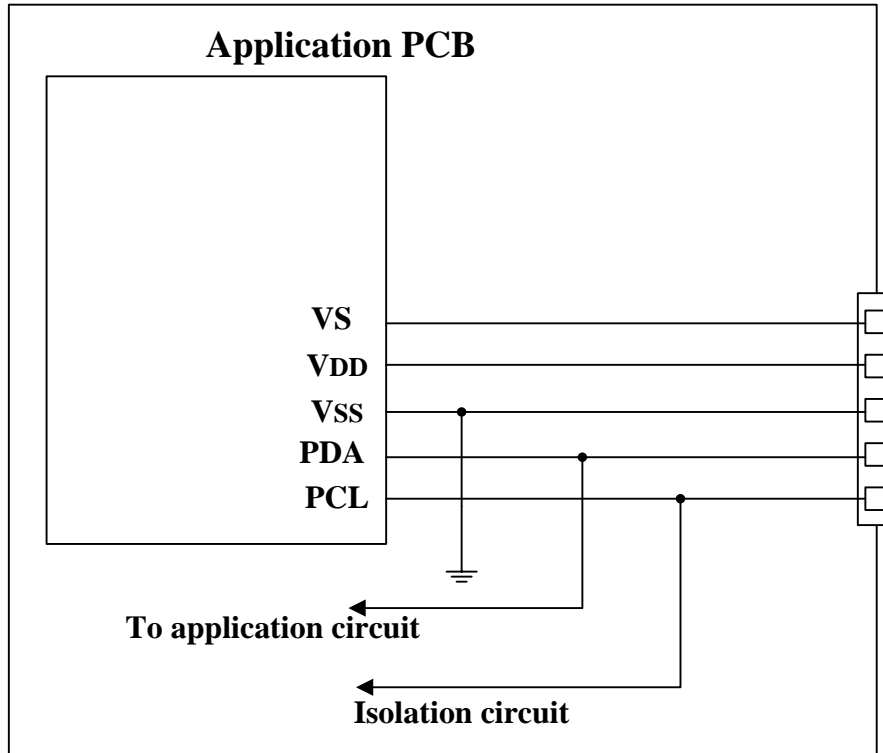 Application PCB
VS
VDD
VSS
PDA
PCL
To application circuit
Isolation circuit